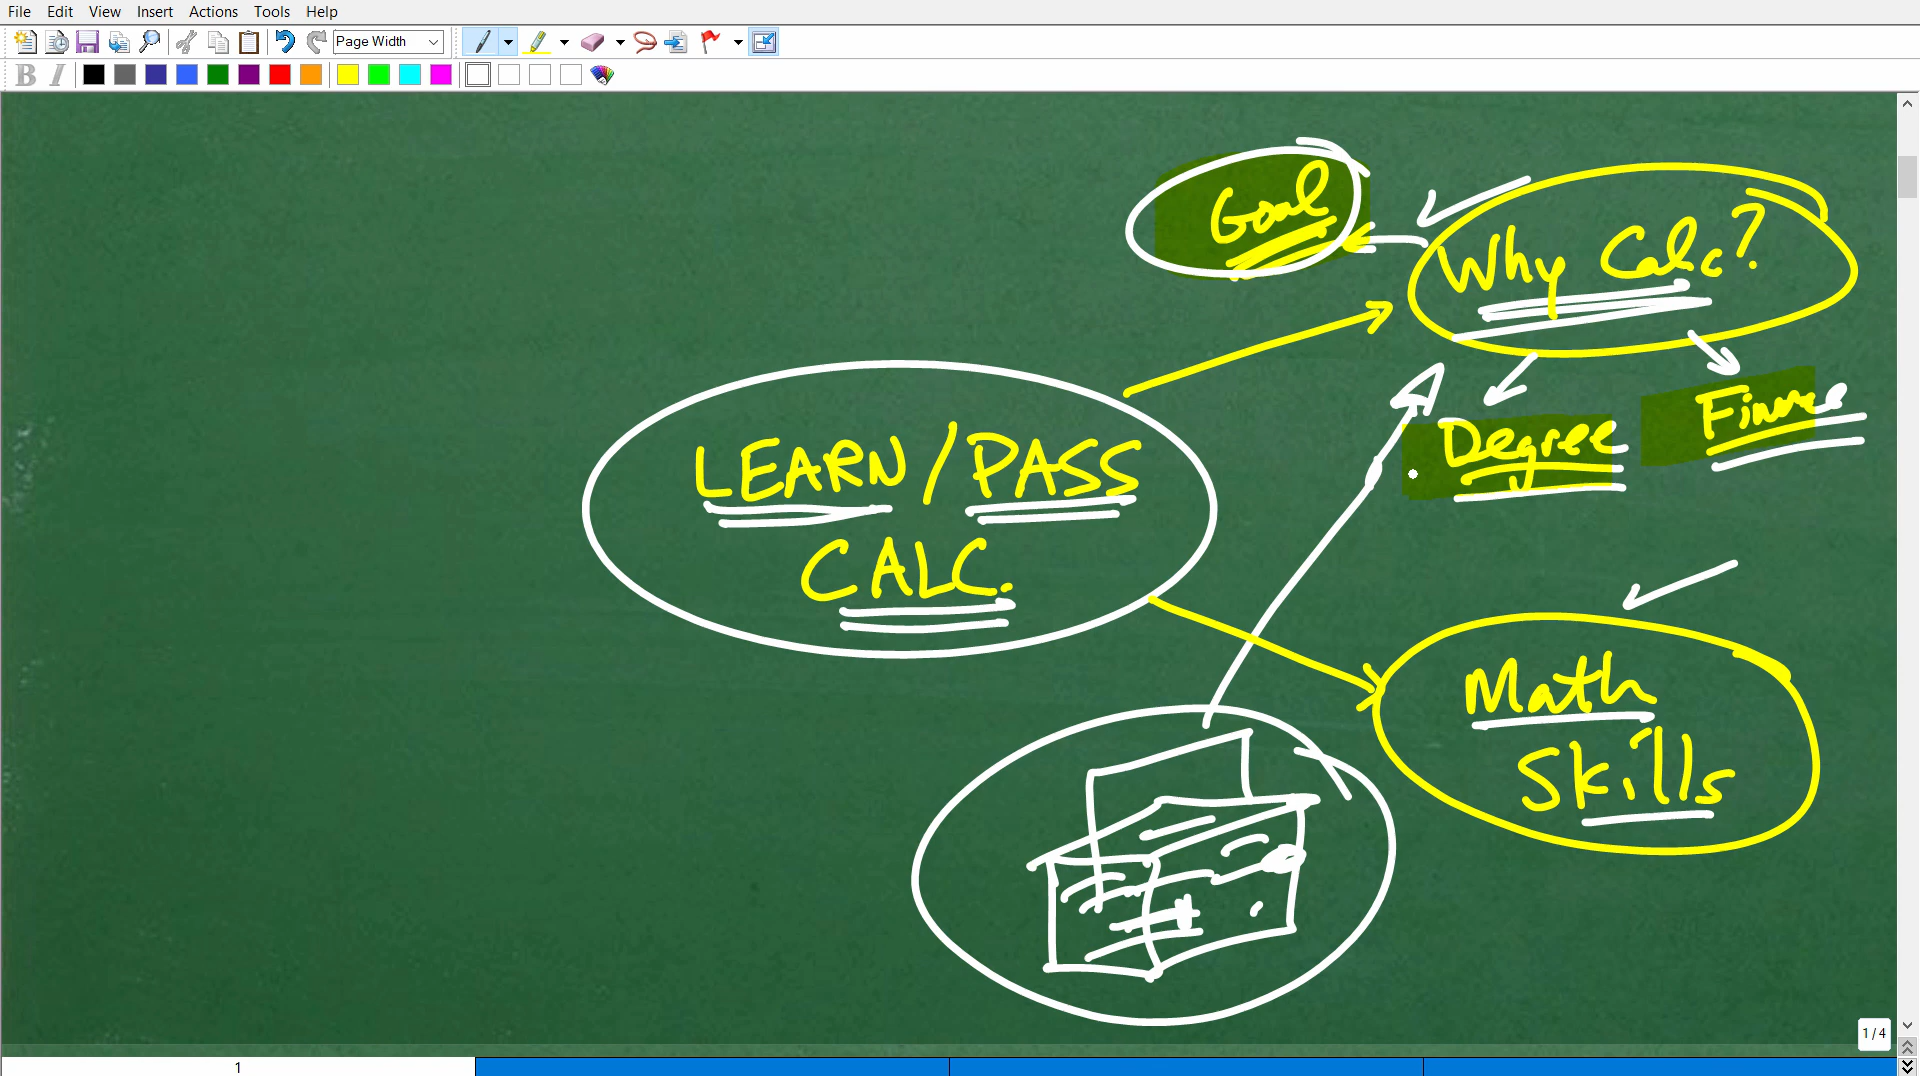 File Edit View Insert Actions Tools Help
Page Width
B I
Goal
Why Calc?
Degree
Finance
LEARN / PASS
CALC.
Math
Skills
1 / 4
1